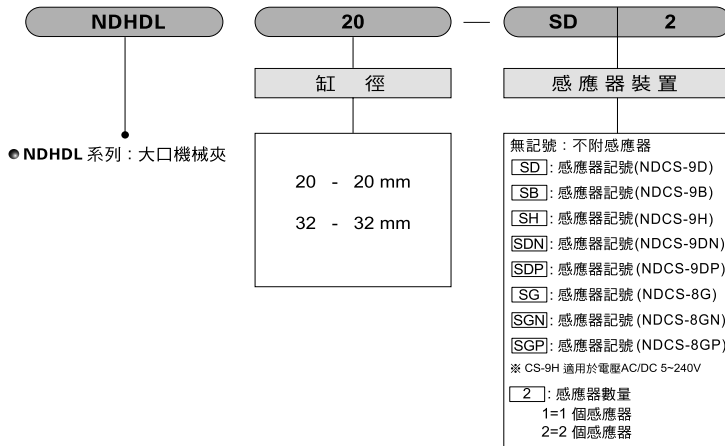 NDHDL 20 — SD 2
缸 徑
感應器裝置
NDHDL 系列：大口機械夾
20 - 20 mm
32 - 32 mm
無記號：不附感應器
SD：感應器記號(NDCS-9D)
SB：感應器記號(NDCS-9B)
SH：感應器記號(NDCS-9H)
SDN：感應器記號(NDCS-9DN)
SDP：感應器記號(NDCS-9DP)
SG：感應器記號(NDCS-8G)
SGN：感應器記號(NDCS-8GN)
SGP：感應器記號(NDCS-8GP)
※ CS-9H 適用於電壓AC/DC 5~240V
2：感應器數量
1=1 個感應器
2=2 個感應器